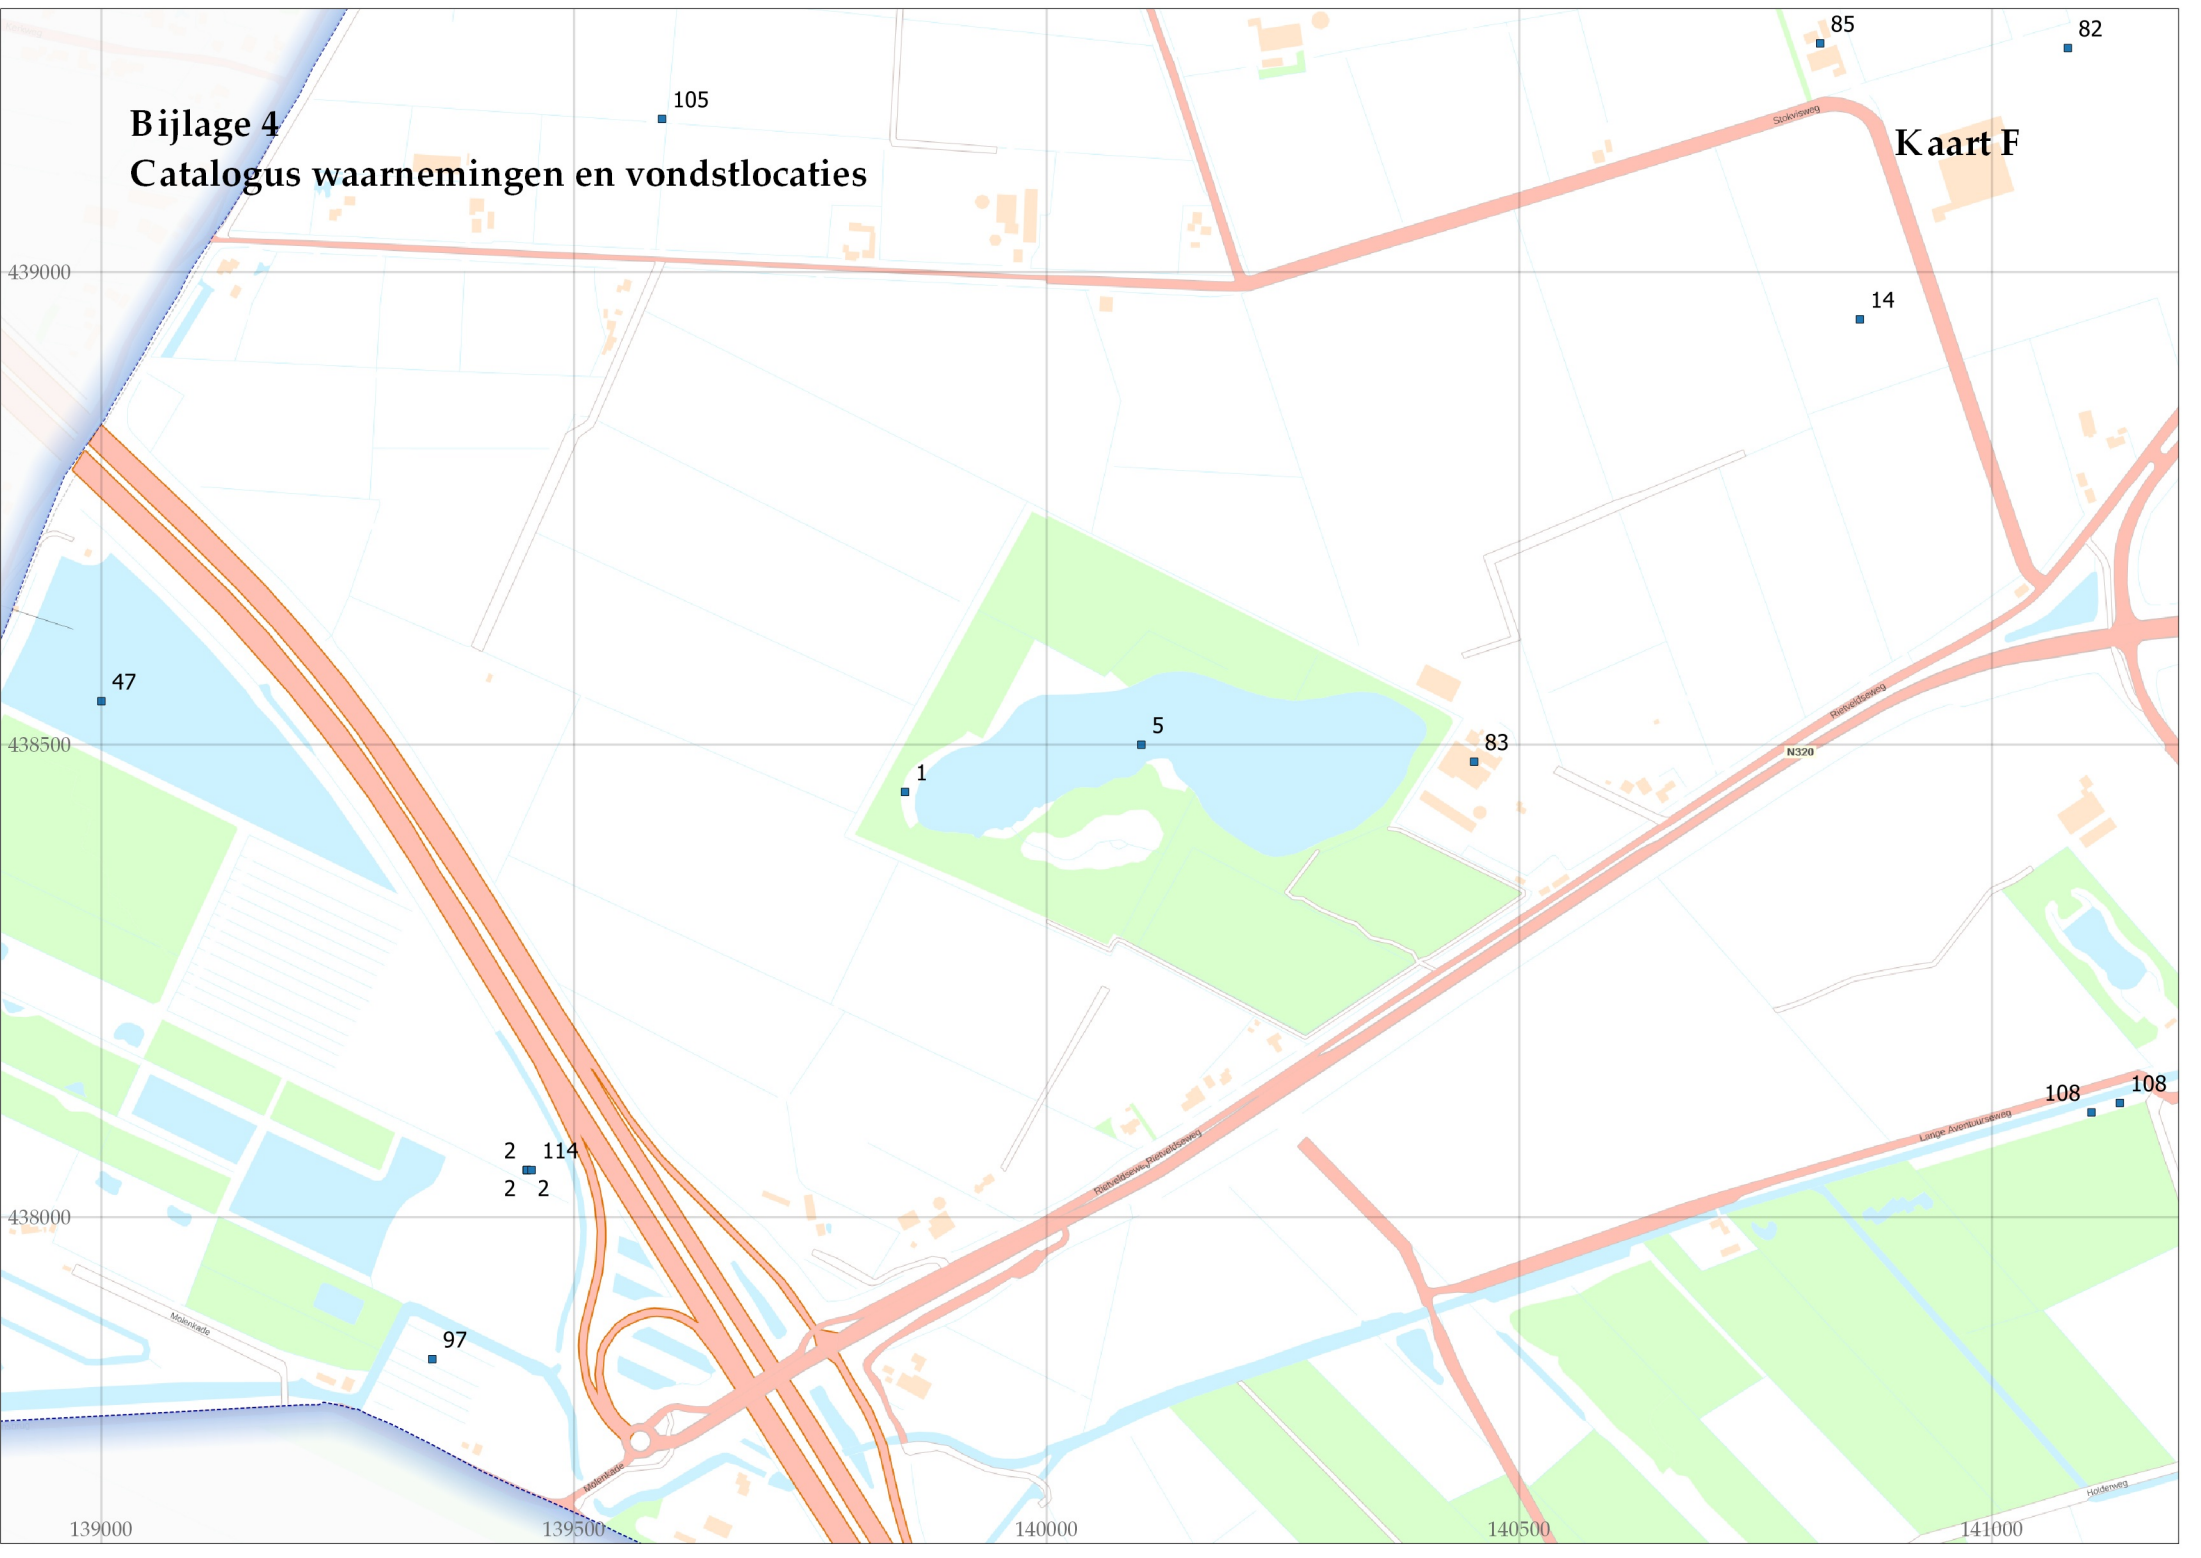 85
82
105
Bijlage 4
Stokvisweg
Kaart F
Catalogus waarnemingen en vondstlocaties
439000
14
47
Rietveldseweg
5
83
438500
N320
1
108
108
Lange Aventuurseweg
2
114
Rietveldseweg
Rietveldseweg
2
2
438000
Molenkade
97
Molenkade
Holderweg
139000
139500
140000
140500
141000